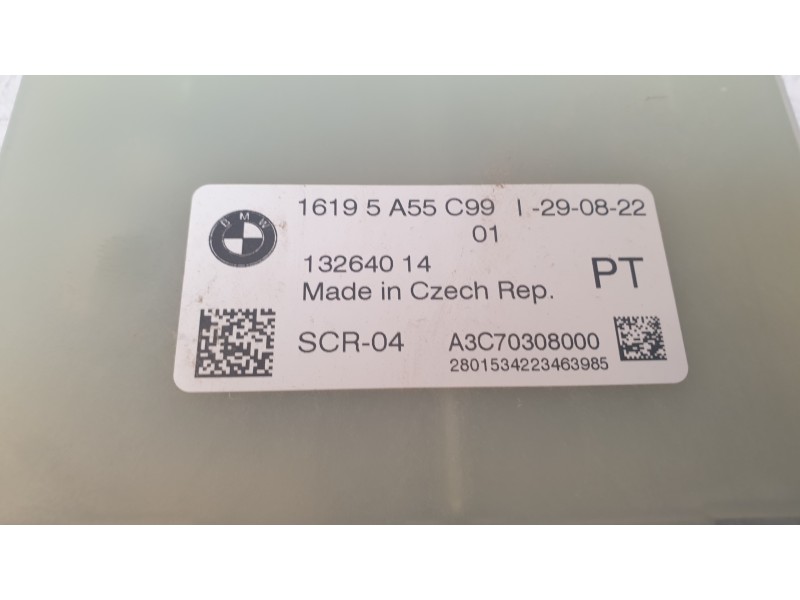 BMW
1619 5 A55 C99 I -29-08-22
01
132640 14
PT
Made in Czech Rep.
SCR-04 A3C70308000
2801534223463985